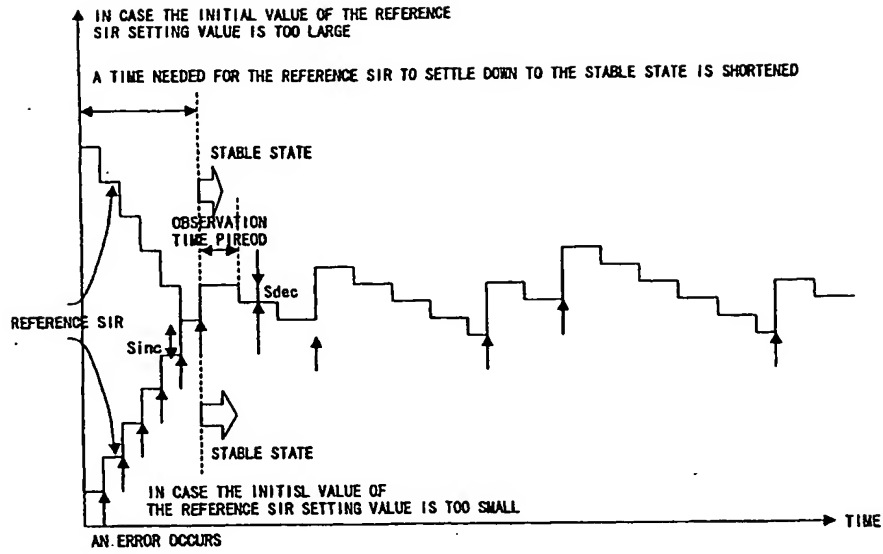 IN CASE THE INITIAL VALUE OF THE REFERENCE
SIR SETTING VALUE IS TOO LARGE
A TIME NEEDED FOR THE REFERENCE SIR TO SETTLE DOWN TO THE STABLE STATE IS SHORTENED
STABLE STATE
OBSERVATION
TIME PIREOD
Sdec
REFERENCE SIR
Sinc
STABLE STATE
IN CASE THE INITISL VALUE OF
THE REFERENCE SIR SETTING VALUE IS TOO SMALL
TIME
AN ERROR OCCURS